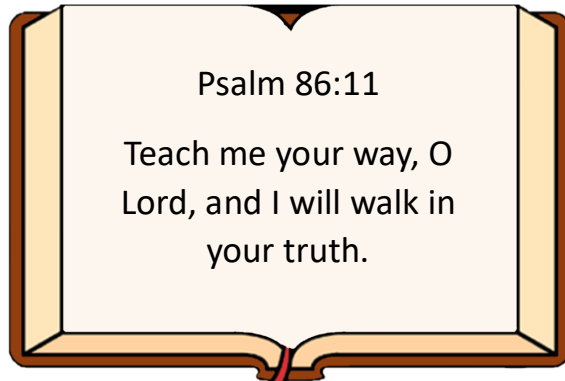 Psalm 86:11
Teach me your way, O
Lord, and I will walk in
your truth.